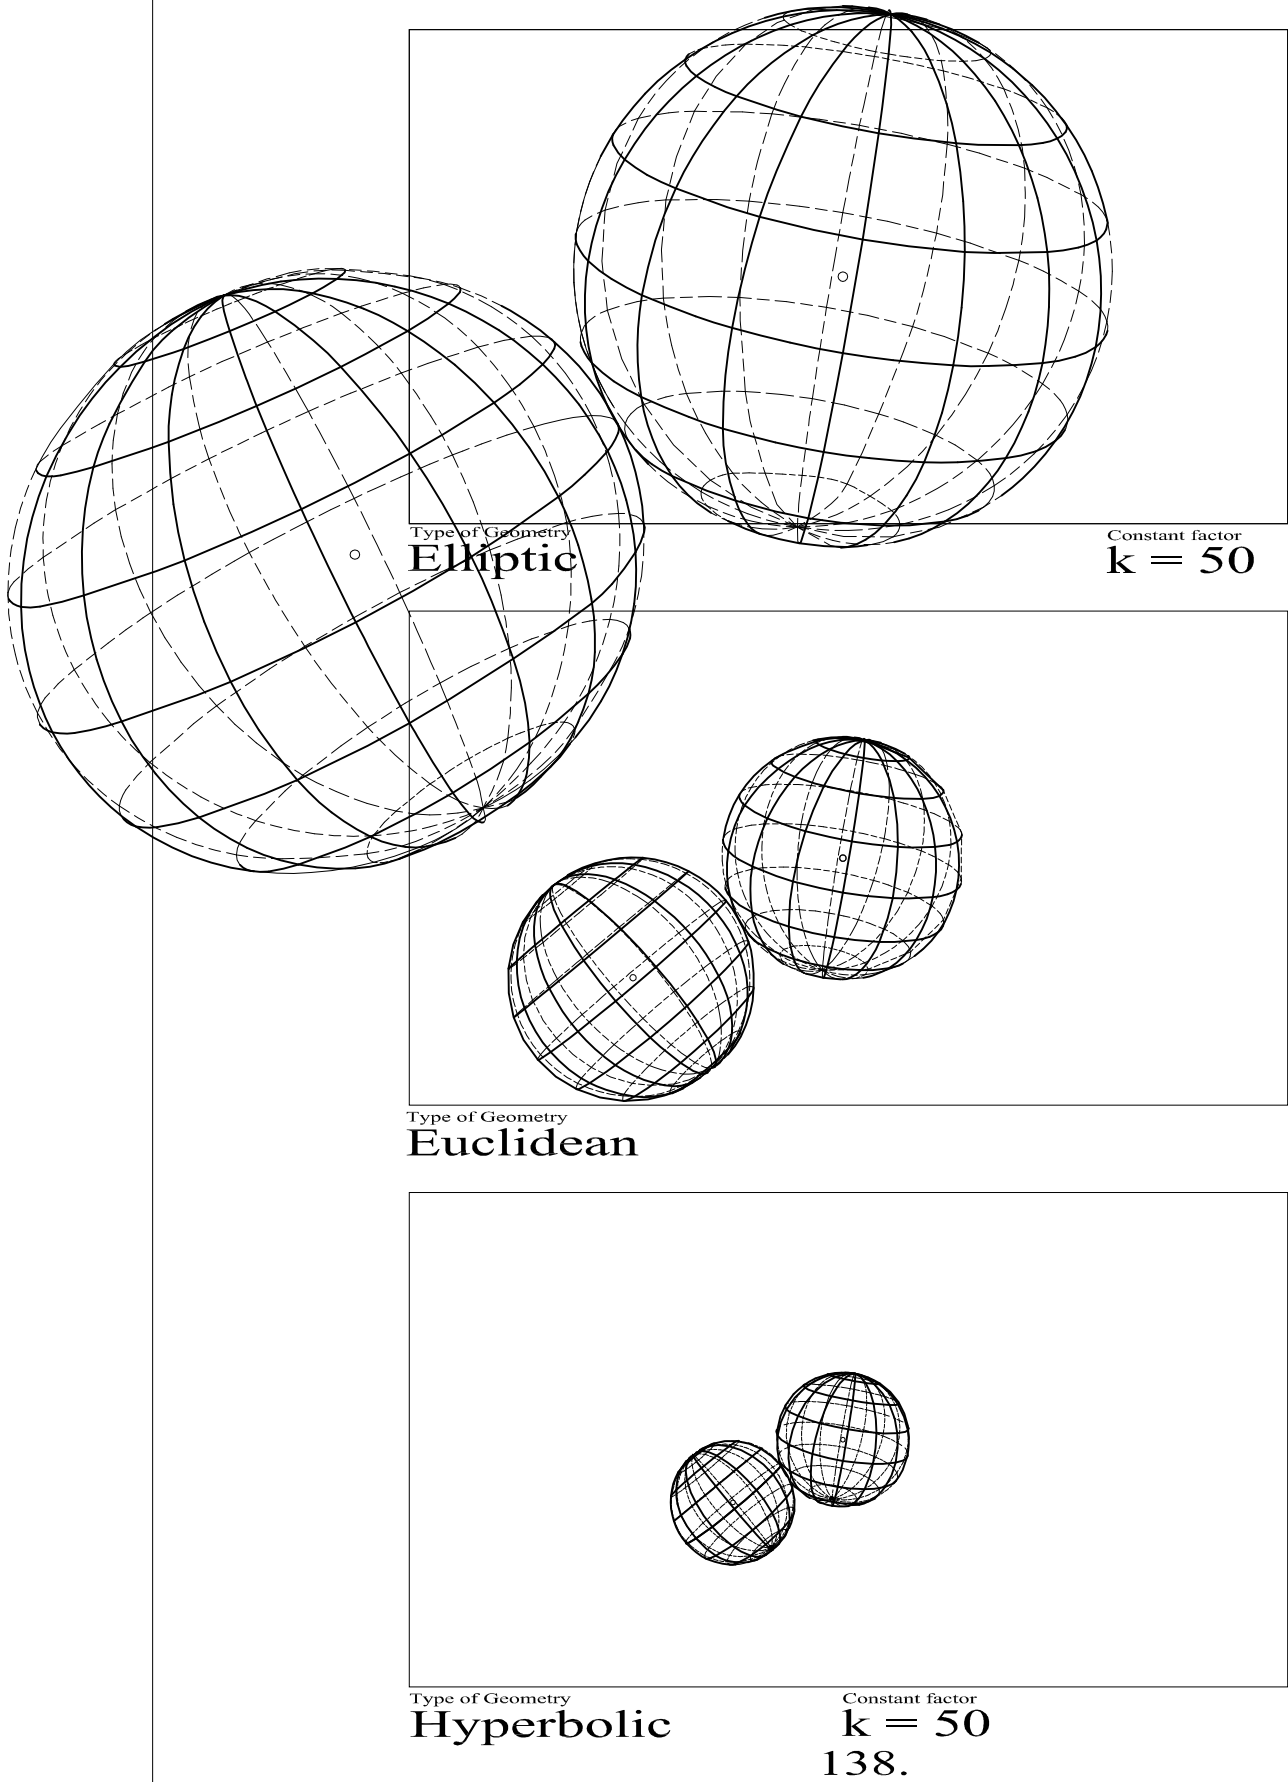 Type of Geometry
Elliptic
Constant factor
k = 50
Type of Geometry
Euclidean
Type of Geometry
Hyperbolic
Constant factor
k = 50
138.